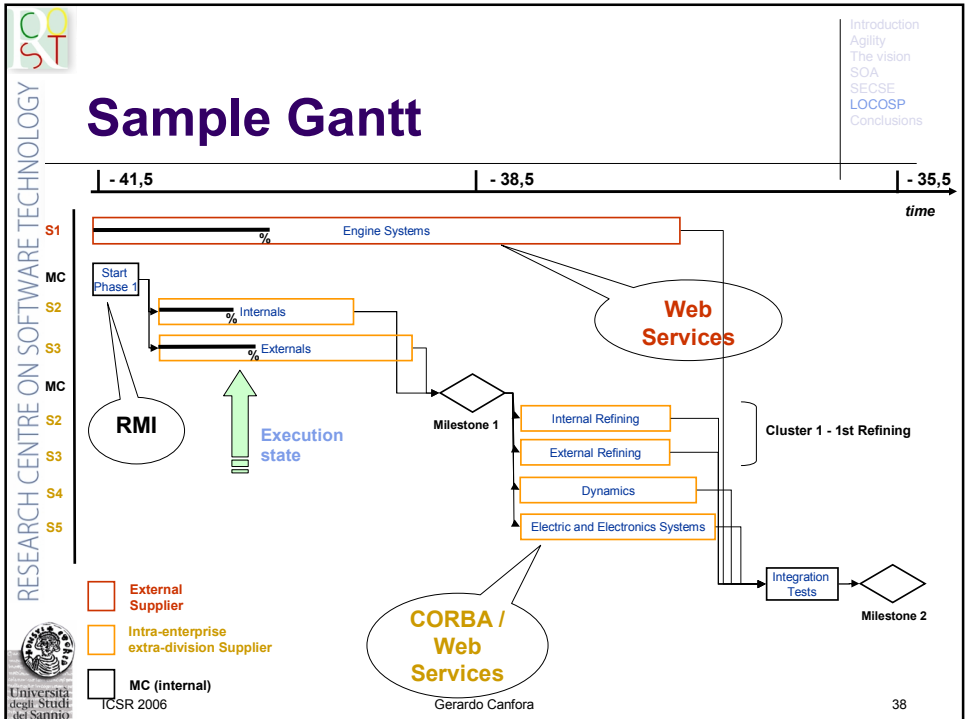 R
C
O
S
T
RESEARCH CENTRE ON SOFTWARE TECHNOLOGY
Introduction
Agility
The vision
SOA
SECSE
LOCOSP
Conclusions
Sample Gantt
- 41,5
- 38,5
- 35,5
time
S1
%
Engine Systems
MC
Start
Phase 1
S2
%
Internals
Web
Services
S3
%
Externals
MC
RMI
Execution
state
Milestone 1
S2
Internal Refining
Cluster 1 - 1st Refining
S3
External Refining
S4
Dynamics
S5
Electric and Electronics Systems
Integration
Tests
Milestone 2
External
Supplier
Intra-enterprise
extra-division Supplier
MC (internal)
CORBA /
Web
Services
Università
degli Studi
del Sannio
ICSR 2006
Gerardo Canfora
38